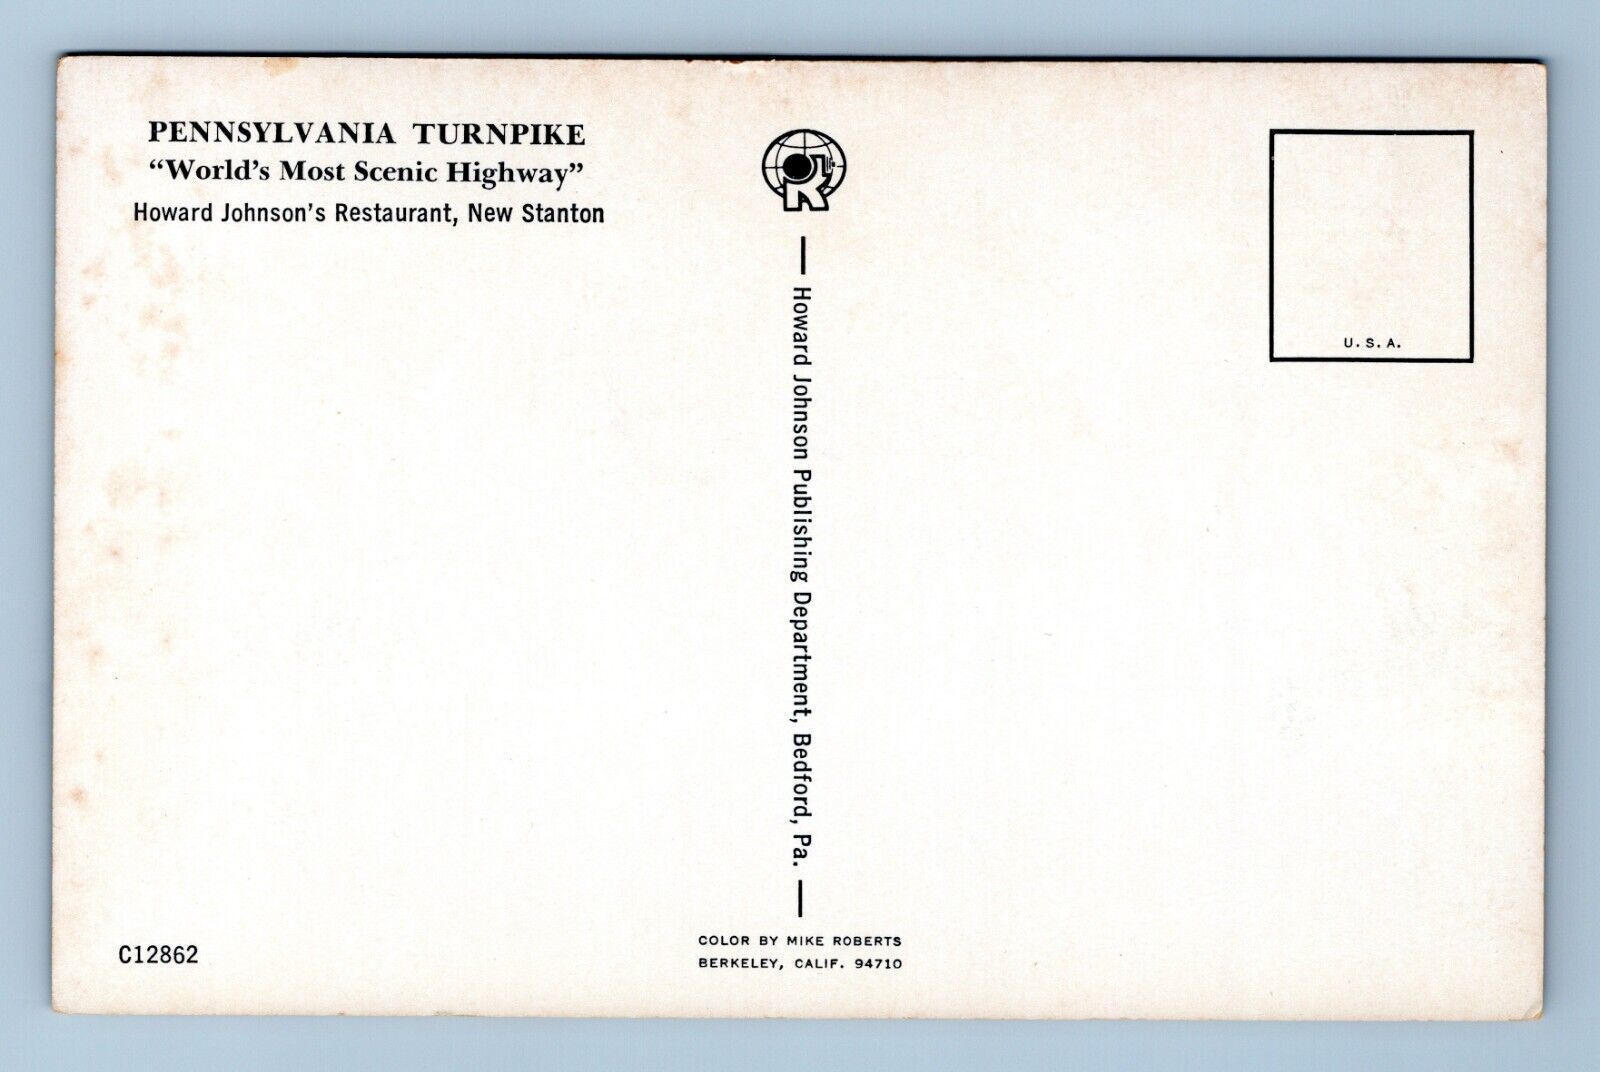 PENNSYLVANIA TURNPIKE
“World’s Most Scenic Highway”
Howard Johnson’s Restaurant, New Stanton
R
Howard Johnson Publishing Department, Bedford, Pa.
U. S. A.
C12862
COLOR BY MIKE ROBERTS
BERKELEY, CALIF. 94710